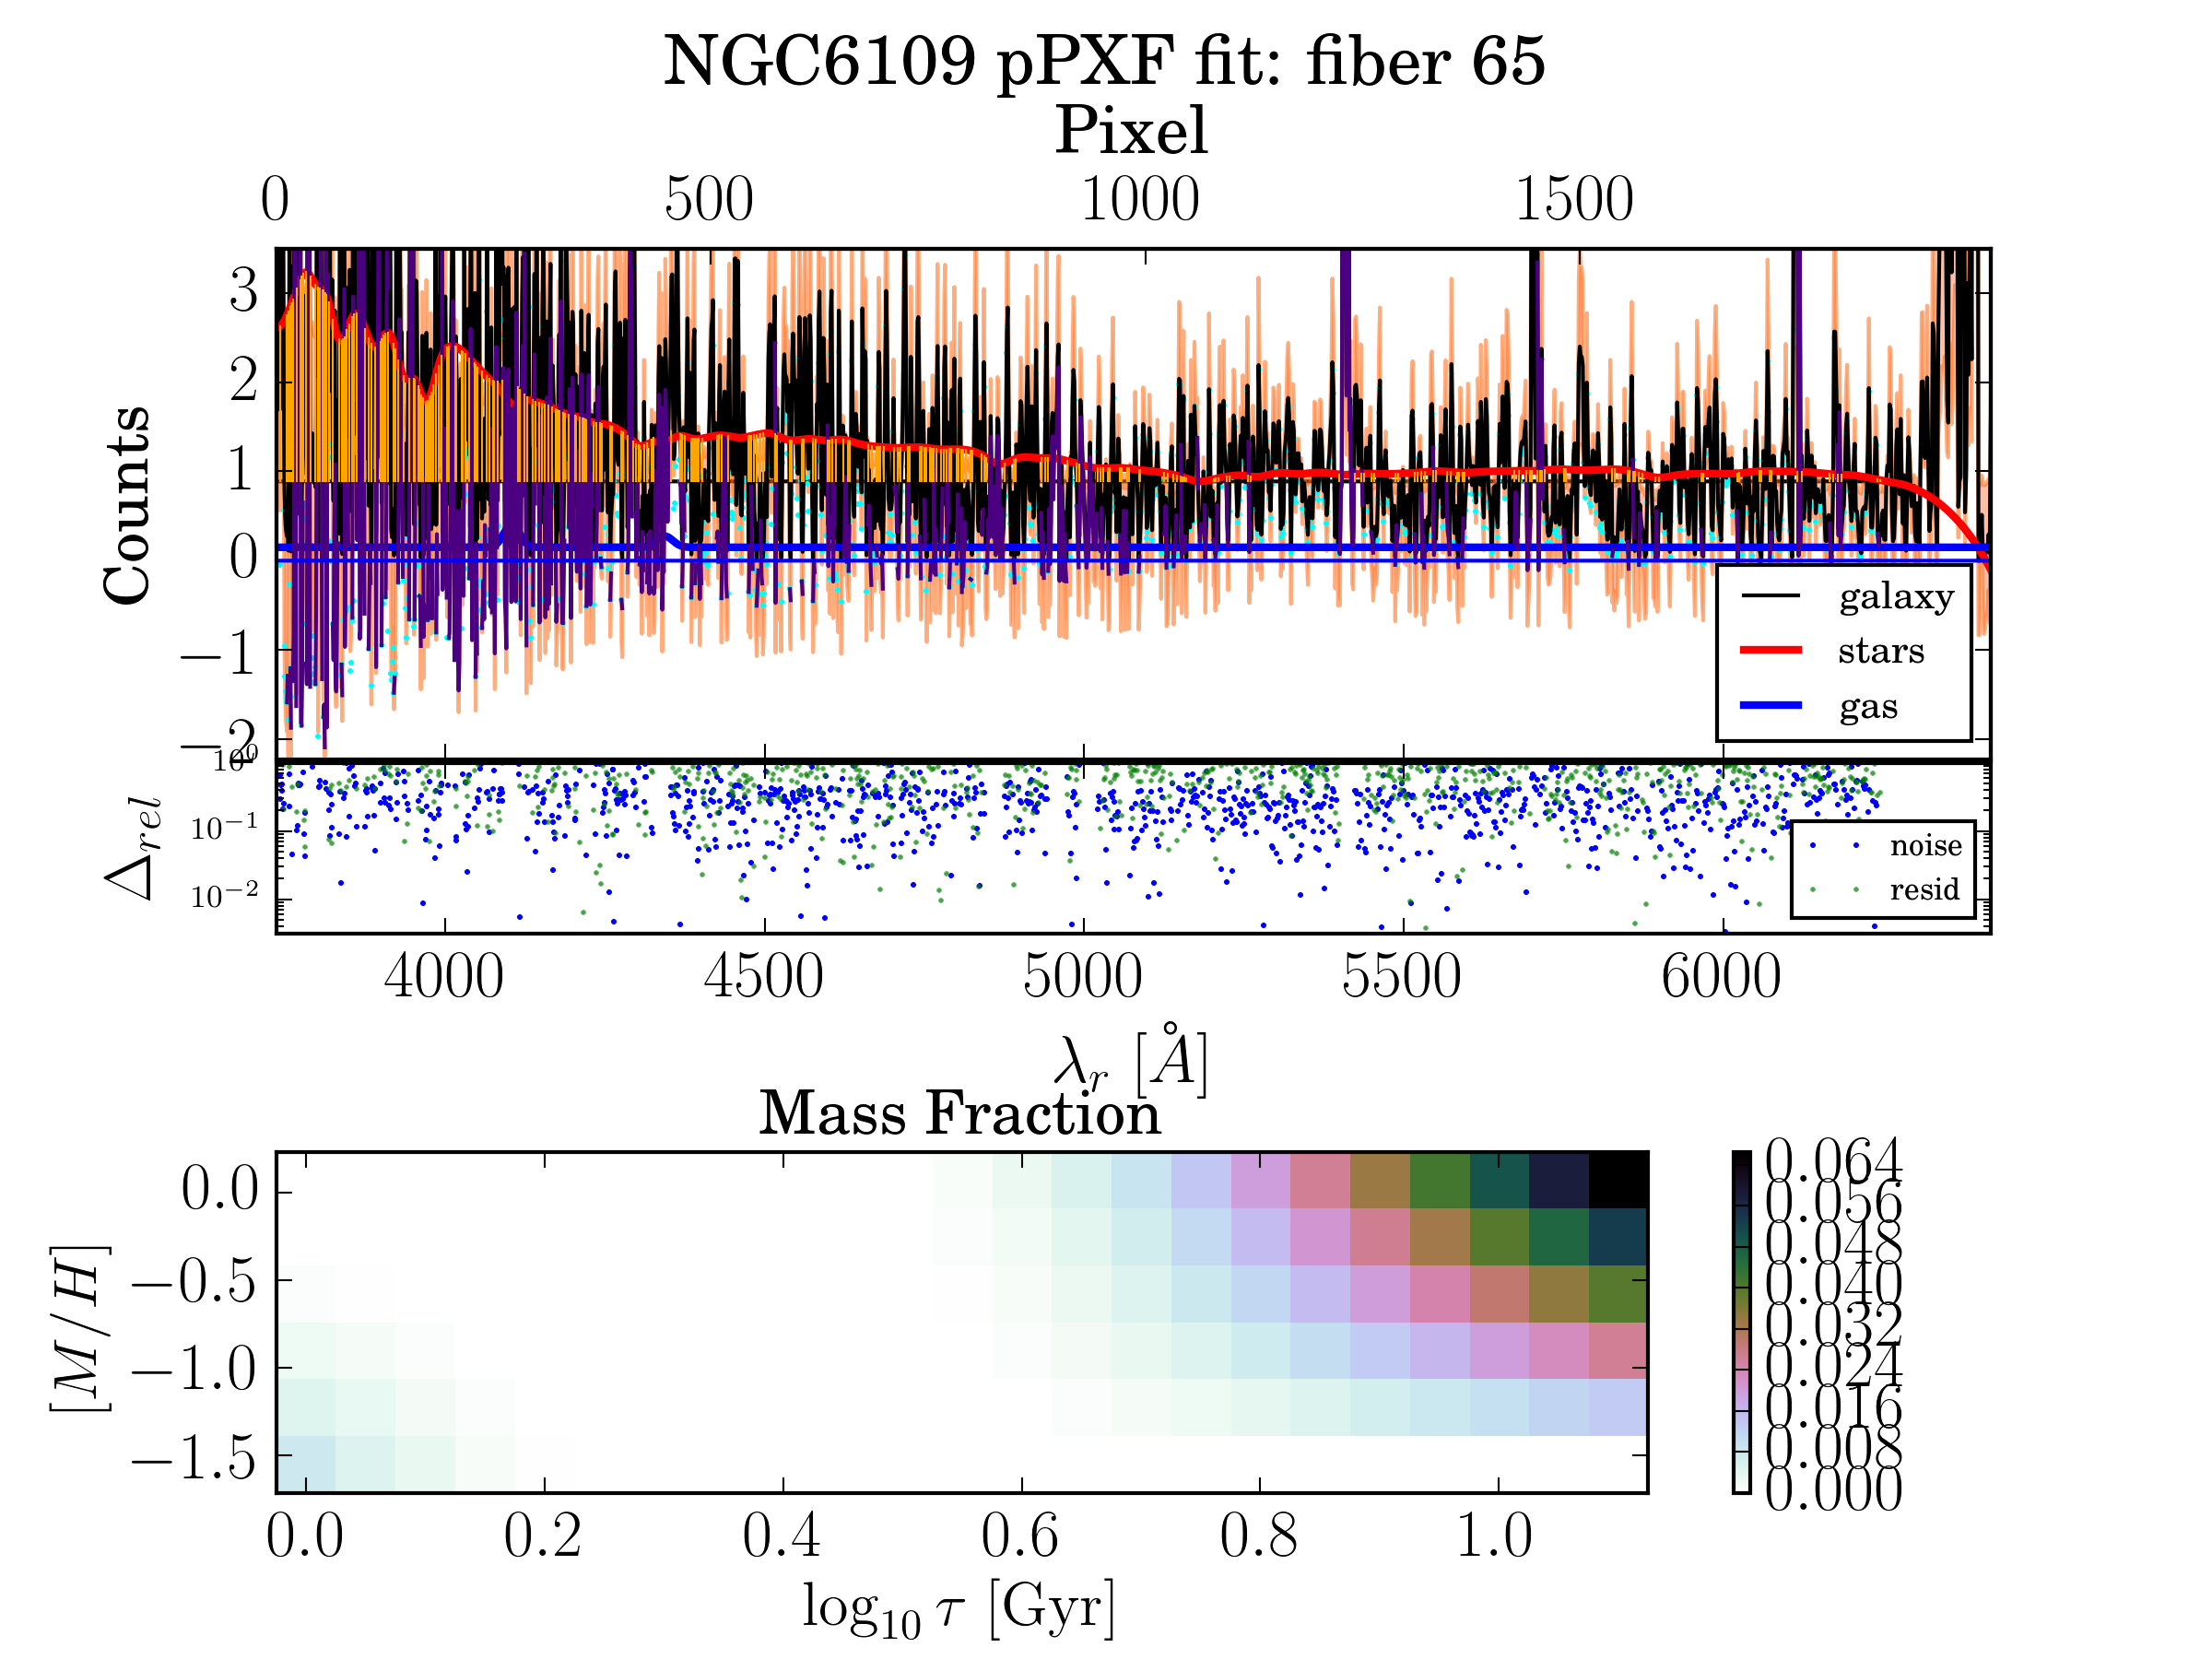 NGC6109 pPXF fit: fiber 65
Pixel
0 500 1000 1500
Counts
3
2
1
0
−1
−2
galaxy
stars
gas
Δrel
10⁰
10⁻¹
10⁻²
noise
resid
4000 4500 5000 5500 6000
λr [Å]
Mass Fraction
[M/H]
0.0
−0.5
−1.0
−1.5
0.0 0.2 0.4 0.6 0.8 1.0
log₁₀ τ [Gyr]
0.064
0.056
0.048
0.040
0.032
0.024
0.016
0.008
0.000